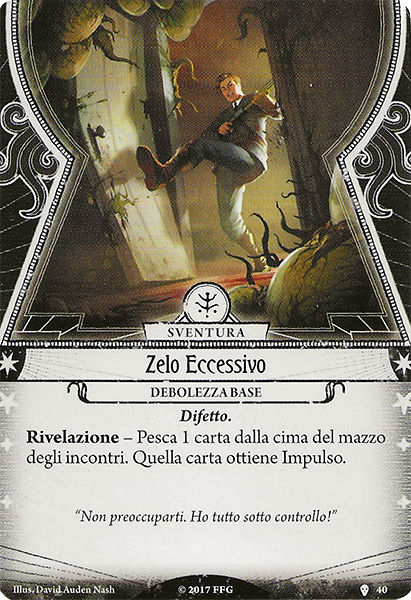 SVENTURA
Zelo Eccessivo
DEBOLEZZA BASE
Difetto.
Rivelazione – Pesca 1 carta dalla cima del mazzo
degli incontri. Quella carta ottiene Impulso.
“Non preoccuparti. Ho tutto sotto controllo!”
Illus. David Auden Nash © 2017 FFG 40